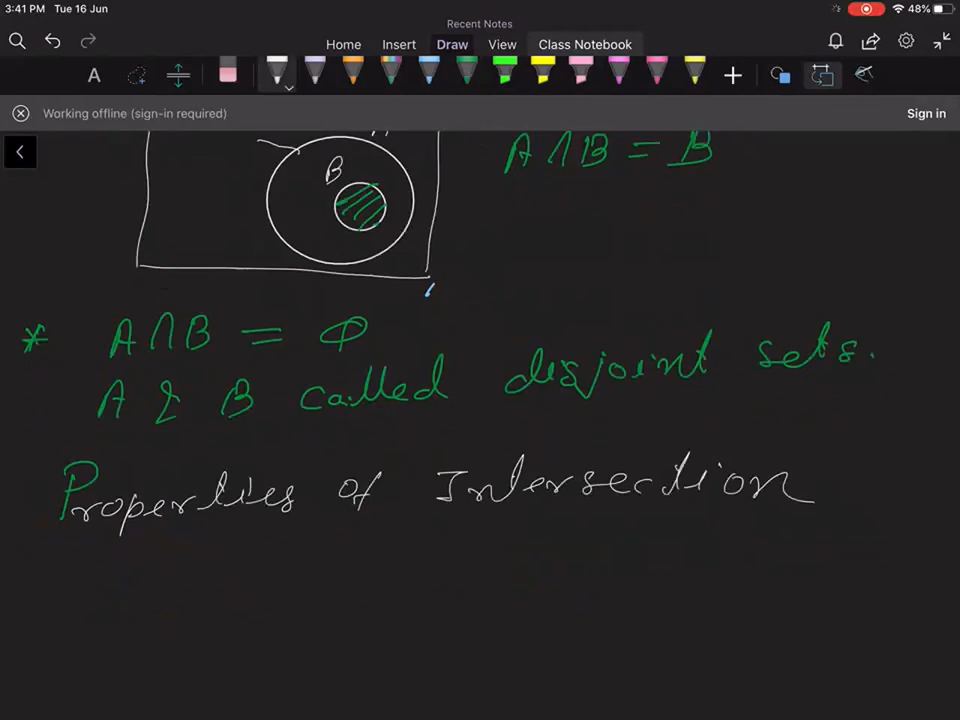 3:41 PM Tue 16 Jun
48%
Recent Notes
Home Insert Draw View Class Notebook
A
Working offline (sign-in required)
Sign in
B
A ∩ B = B
* A ∩ B = Φ
A & B called disjoint sets.
Properties of Intersection